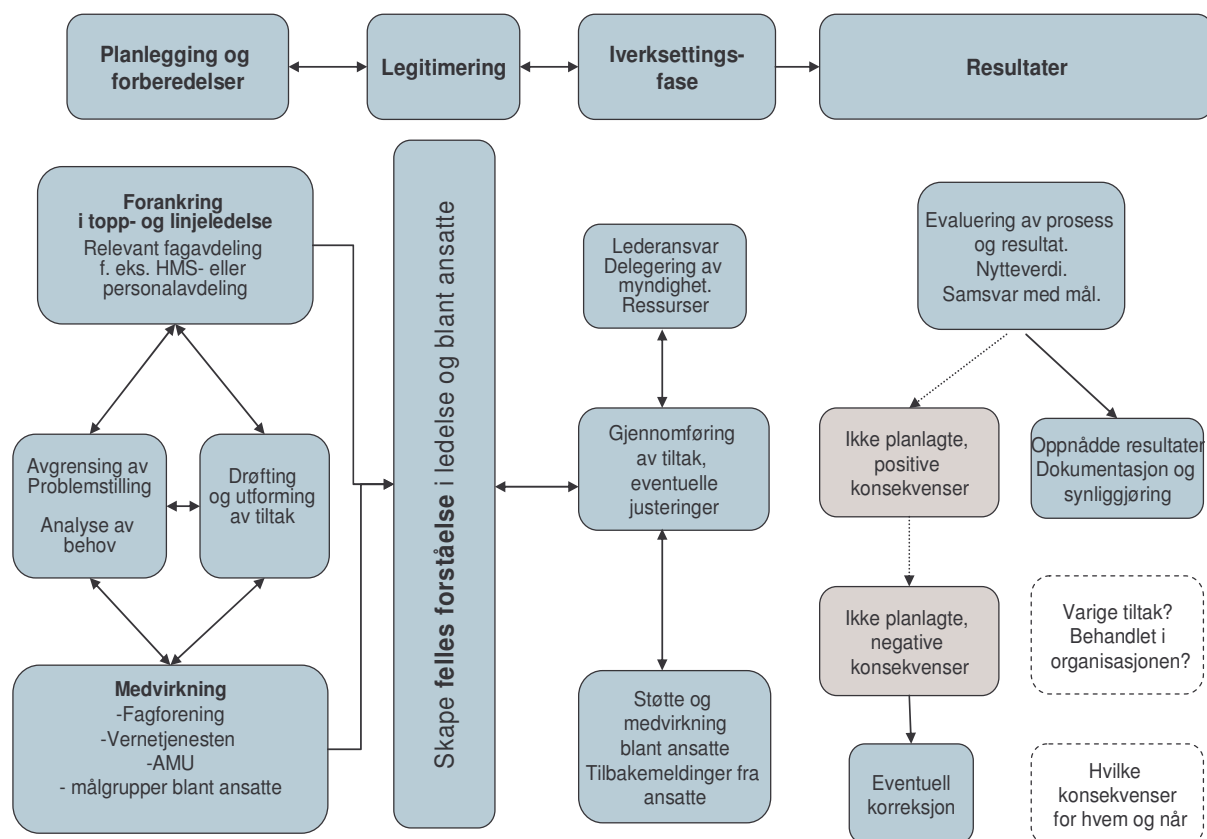 Planlegging og
forberedelser
Legitimering
Iverksettings-
fase
Resultater
Forankring
i topp- og linjeledelse
Relevant fagavdeling
f. eks. HMS- eller
personalavdeling
Avgrensing av
Problemstilling
Analyse av
behov
Drøfting
og utforming
av tiltak
Medvirkning
-Fagforening
-Vernetjenesten
-AMU
- målgrupper blant ansatte
Skape felles forståelse i ledelse og blant ansatte
Lederansvar
Delegering av
myndighet.
Ressurser
Gjennomføring
av tiltak,
eventuelle
justeringer
Støtte og
medvirkning
blant ansatte
Tilbakemeldinger fra
ansatte
Evaluering av prosess
og resultat.
Nytteverdi.
Samsvar med mål.
Ikke planlagte,
positive
konsekvenser
Oppnådde resultater
Dokumentasjon og
synliggjøring
Ikke planlagte,
negative
konsekvenser
Varige tiltak?
Behandlet i
organisasjonen?
Eventuell
korreksjon
Hvilke
konsekvenser
for hvem og når